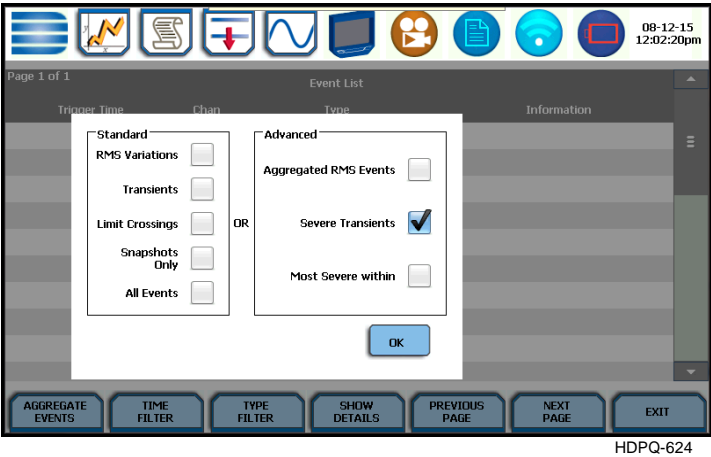 08-12-15
12:02:20pm
Page 1 of 1
Event List
Trigger Time Chan Type Information
Standard
RMS Variations
Transients
Limit Crossings
Snapshots
Only
All Events
OR
Advanced
Aggregated RMS Events
Severe Transients
Most Severe within
OK
AGGREGATE
EVENTS
TIME
FILTER
TYPE
FILTER
SHOW
DETAILS
PREVIOUS
PAGE
NEXT
PAGE
EXIT
HDPQ-624